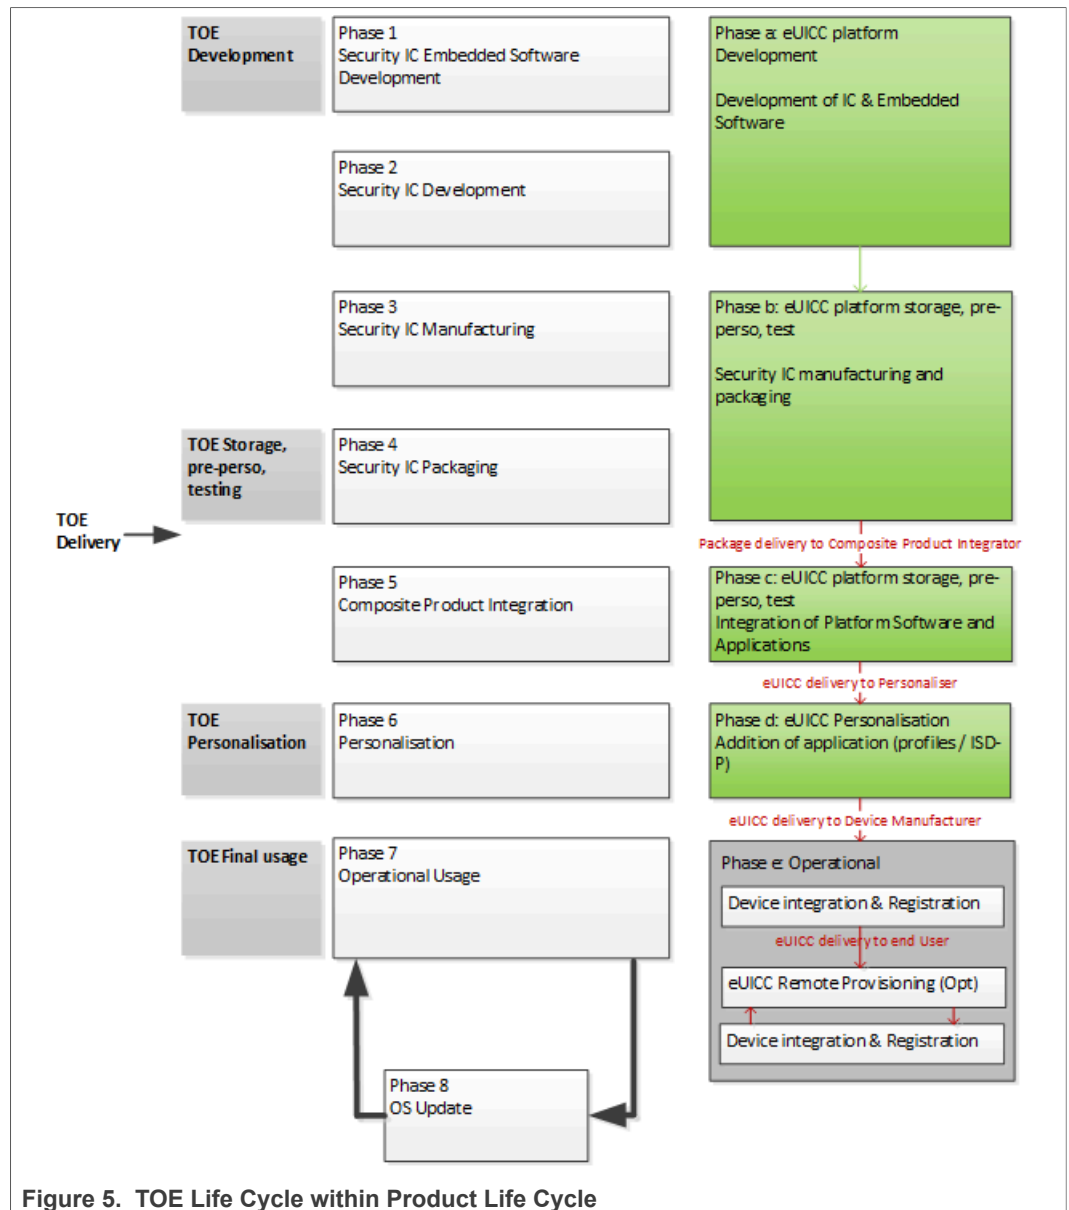 TOE
Development
Phase 1
Security IC Embedded Software
Development
Phase a: eUICC platform
Development
Development of IC & Embedded
Software
Phase 2
Security IC Development
Phase 3
Security IC Manufacturing
Phase b: eUICC platform storage, pre-
perso, test
Security IC manufacturing and
packaging
TOE Storage,
pre-perso,
testing
Phase 4
Security IC Packaging
TOE
Delivery
Package delivery to Composite Product Integrator
Phase 5
Composite Product Integration
Phase c: eUICC platform storage, pre-
perso, test
Integration of Platform Software and
Applications
eUICC delivery to Personaliser
TOE
Personalisation
Phase 6
Personalisation
Phase d: eUICC Personalisation
Addition of application (profiles / ISD-
P)
eUICC delivery to Device Manufacturer
TOE Final usage
Phase 7
Operational Usage
Phase e: Operational
Device integration & Registration
eUICC delivery to end User
eUICC Remote Provisioning (Opt)
Device integration & Registration
Phase 8
OS Update
Figure 5. TOE Life Cycle within Product Life Cycle